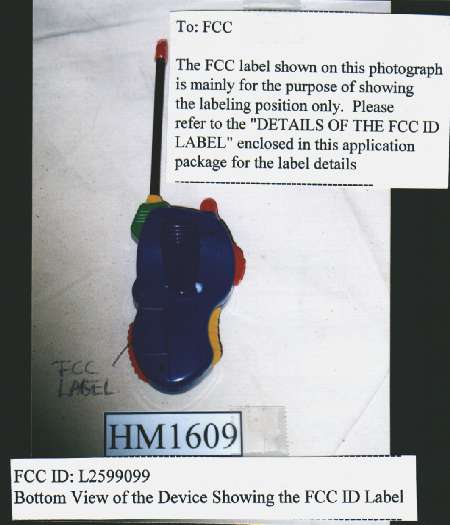 To: FCC
The FCC label shown on this photograph
is mainly for the purpose of showing
the labeling position only. Please
refer to the "DETAILS OF THE FCC ID
LABEL" enclosed in this application
package for the label details
FCC
LABEL
HM1609
FCC ID: L2599099
Bottom View of the Device Showing the FCC ID Label